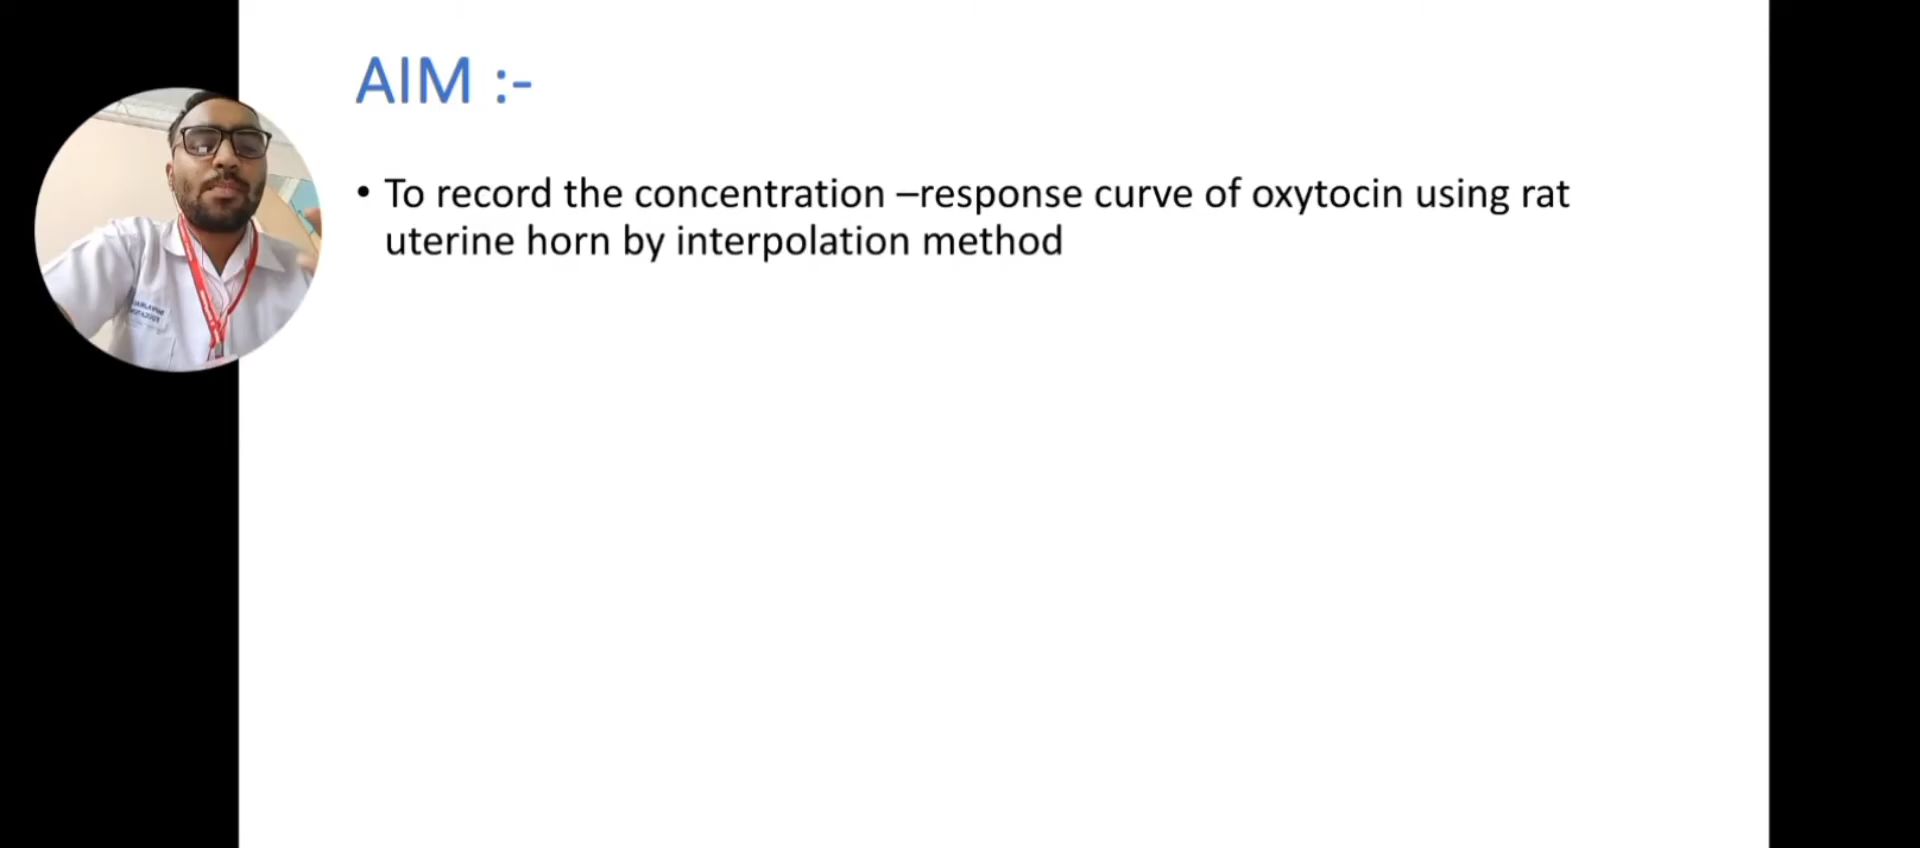 AIM :-
• To record the concentration –response curve of oxytocin using rat
uterine horn by interpolation method